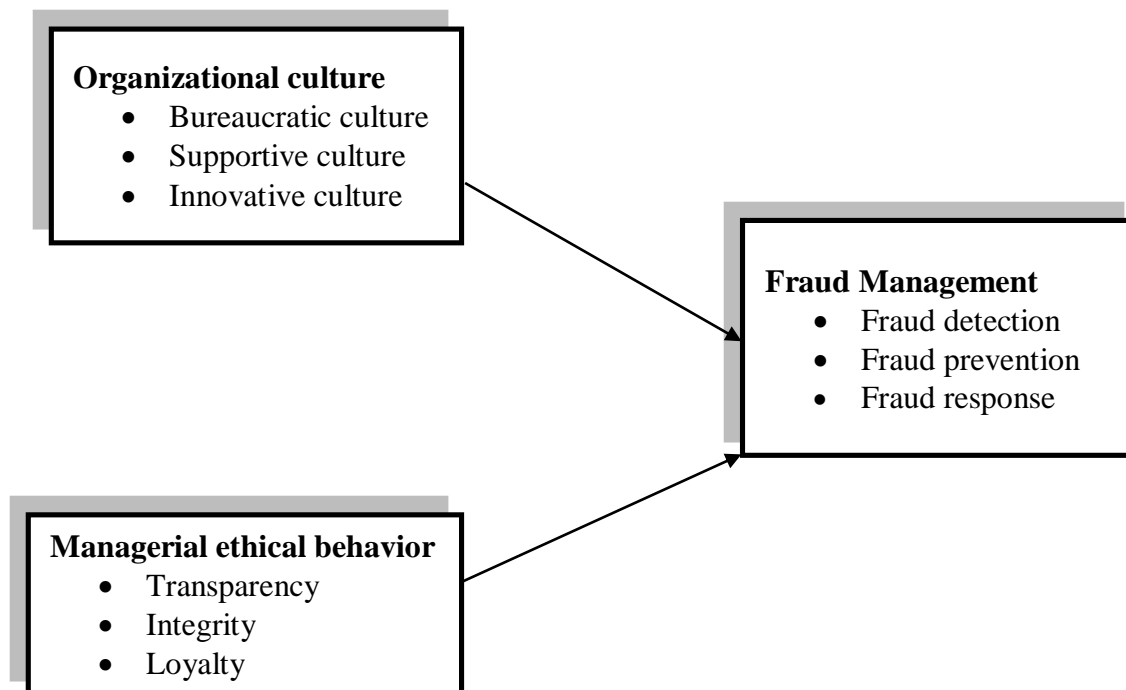 Organizational culture
• Bureaucratic culture
• Supportive culture
• Innovative culture
Fraud Management
• Fraud detection
• Fraud prevention
• Fraud response
Managerial ethical behavior
• Transparency
• Integrity
• Loyalty